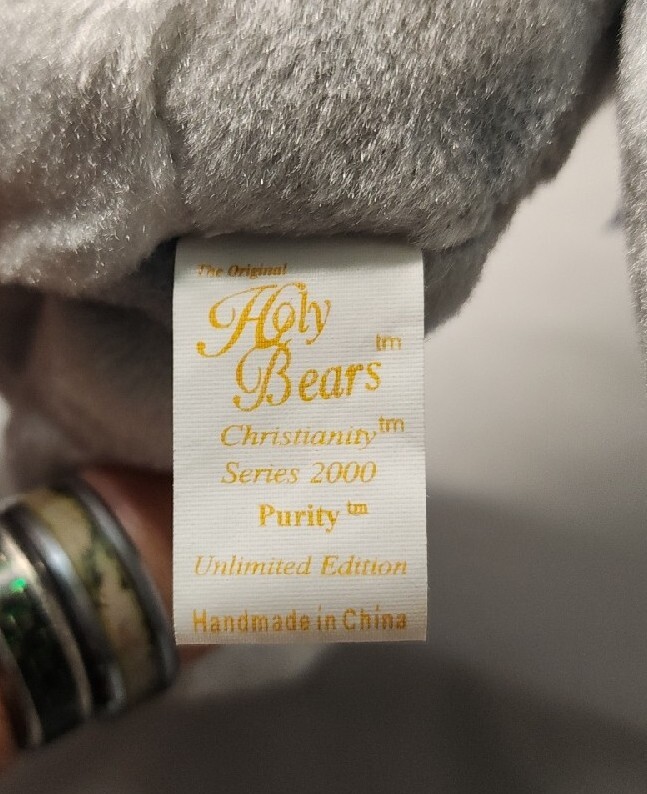 The Original
Holy
Bears tm
Christianity tm
Series 2000
Purity tm
Unlimited Edition
Handmade in China